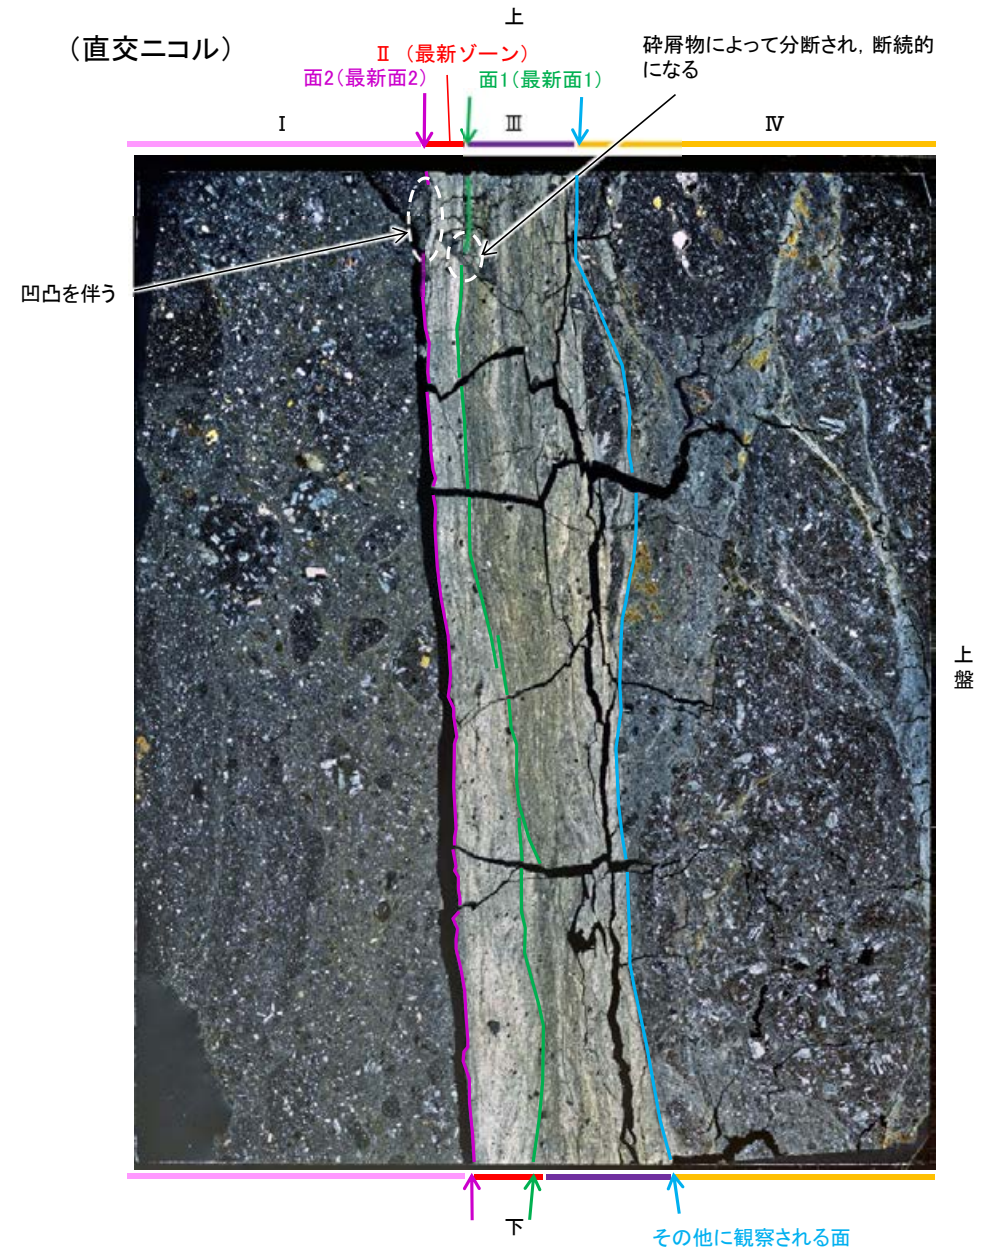 上
（直交ニコル）
Ⅱ （最新ゾーン）
砕屑物によって分断され，断続的
になる
面2（最新面2）
面1（最新面1）
Ⅰ
Ⅲ
Ⅳ
凹凸を伴う
上
盤
下
その他に観察される面